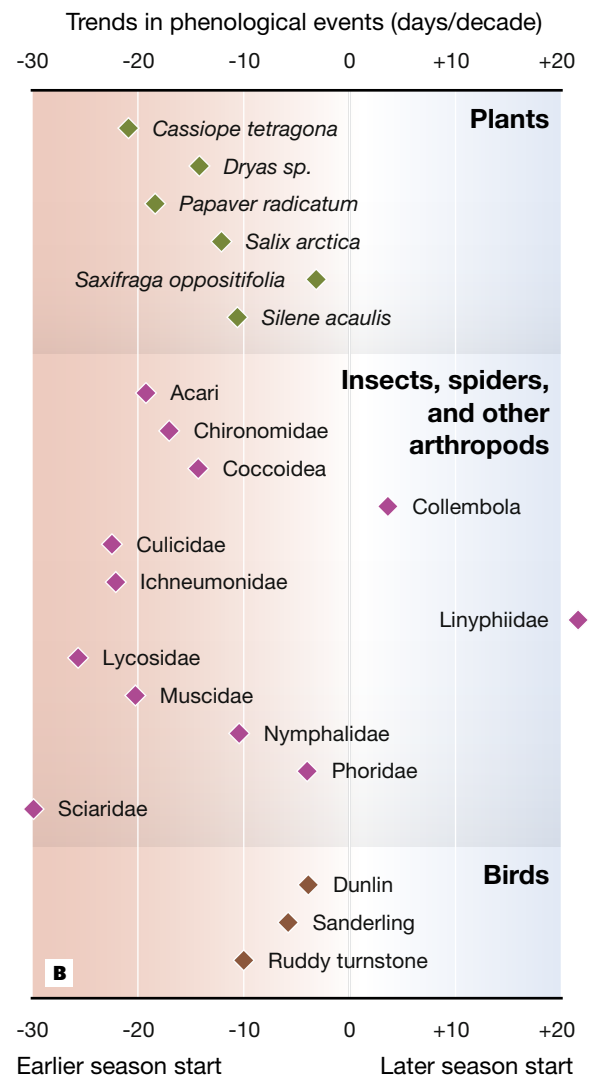 Trends in phenological events (days/decade)
-30 -20 -10 0 +10 +20
Plants
Cassiope tetragona
Dryas sp.
Papaver radicatum
Salix arctica
Saxifraga oppositifolia
Silene acaulis
Insects, spiders,
and other
arthropods
Acari
Chironomidae
Coccoidea
Collembola
Culicidae
Ichneumonidae
Linyphiidae
Lycosidae
Muscidae
Nymphalidae
Phoridae
Sciaridae
Birds
Dunlin
Sanderling
Ruddy turnstone
B
-30 -20 -10 0 +10 +20
Earlier season start Later season start